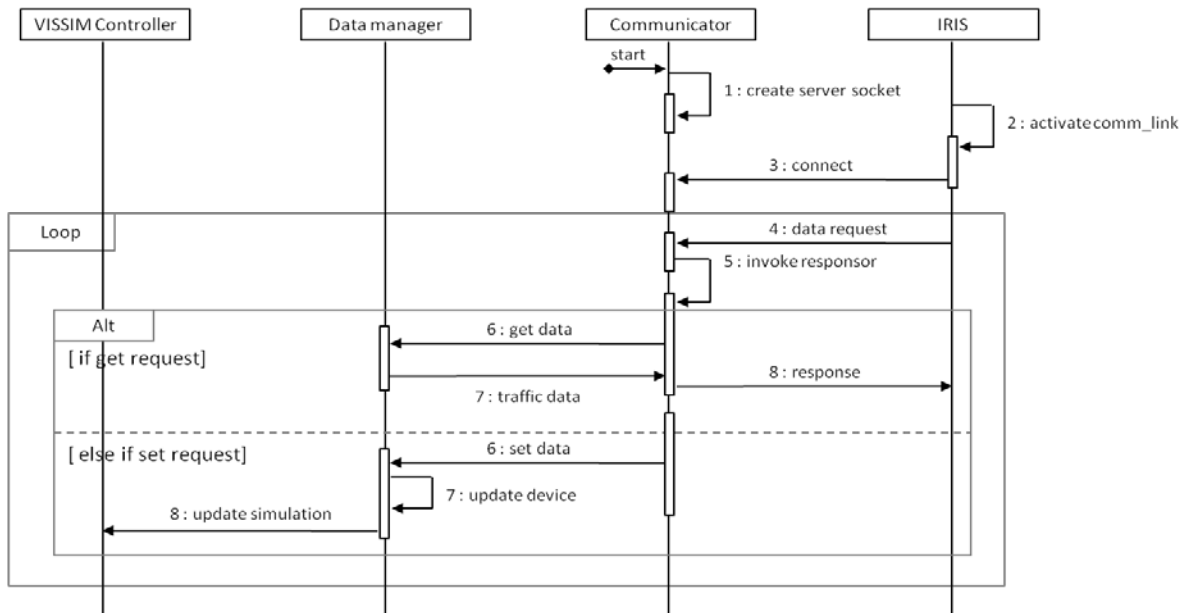 VISSIM Controller
Data manager
Communicator
IRIS
start
1 : create server socket
2 : activate comm_link
3 : connect
Loop
4 : data request
5 : invoke responsor
Alt
6 : get data
[ if get request]
8 : response
7 : traffic data
[ else if set request]
6 : set data
7 : update device
8 : update simulation